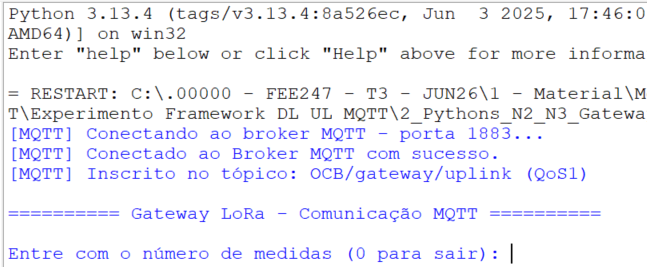 Python 3.13.4 (tags/v3.13.4:8a526ec, Jun  3 2025, 17:46:0
AMD64)] on win32
Enter "help" below or click "Help" above for more informa
= RESTART: C:\.00000 - FEE247 - T3 - JUN26\1 - Material\M
T\Experimento Framework DL UL MQTT\2_Pythons_N2_N3_Gatewa
[MQTT] Conectando ao broker MQTT - porta 1883...
[MQTT] Conectado ao Broker MQTT com sucesso.
[MQTT] Inscrito no tópico: OCB/gateway/uplink (QoS1)
========== Gateway LoRa - Comunicação MQTT ==========
Entre com o número de medidas (0 para sair):